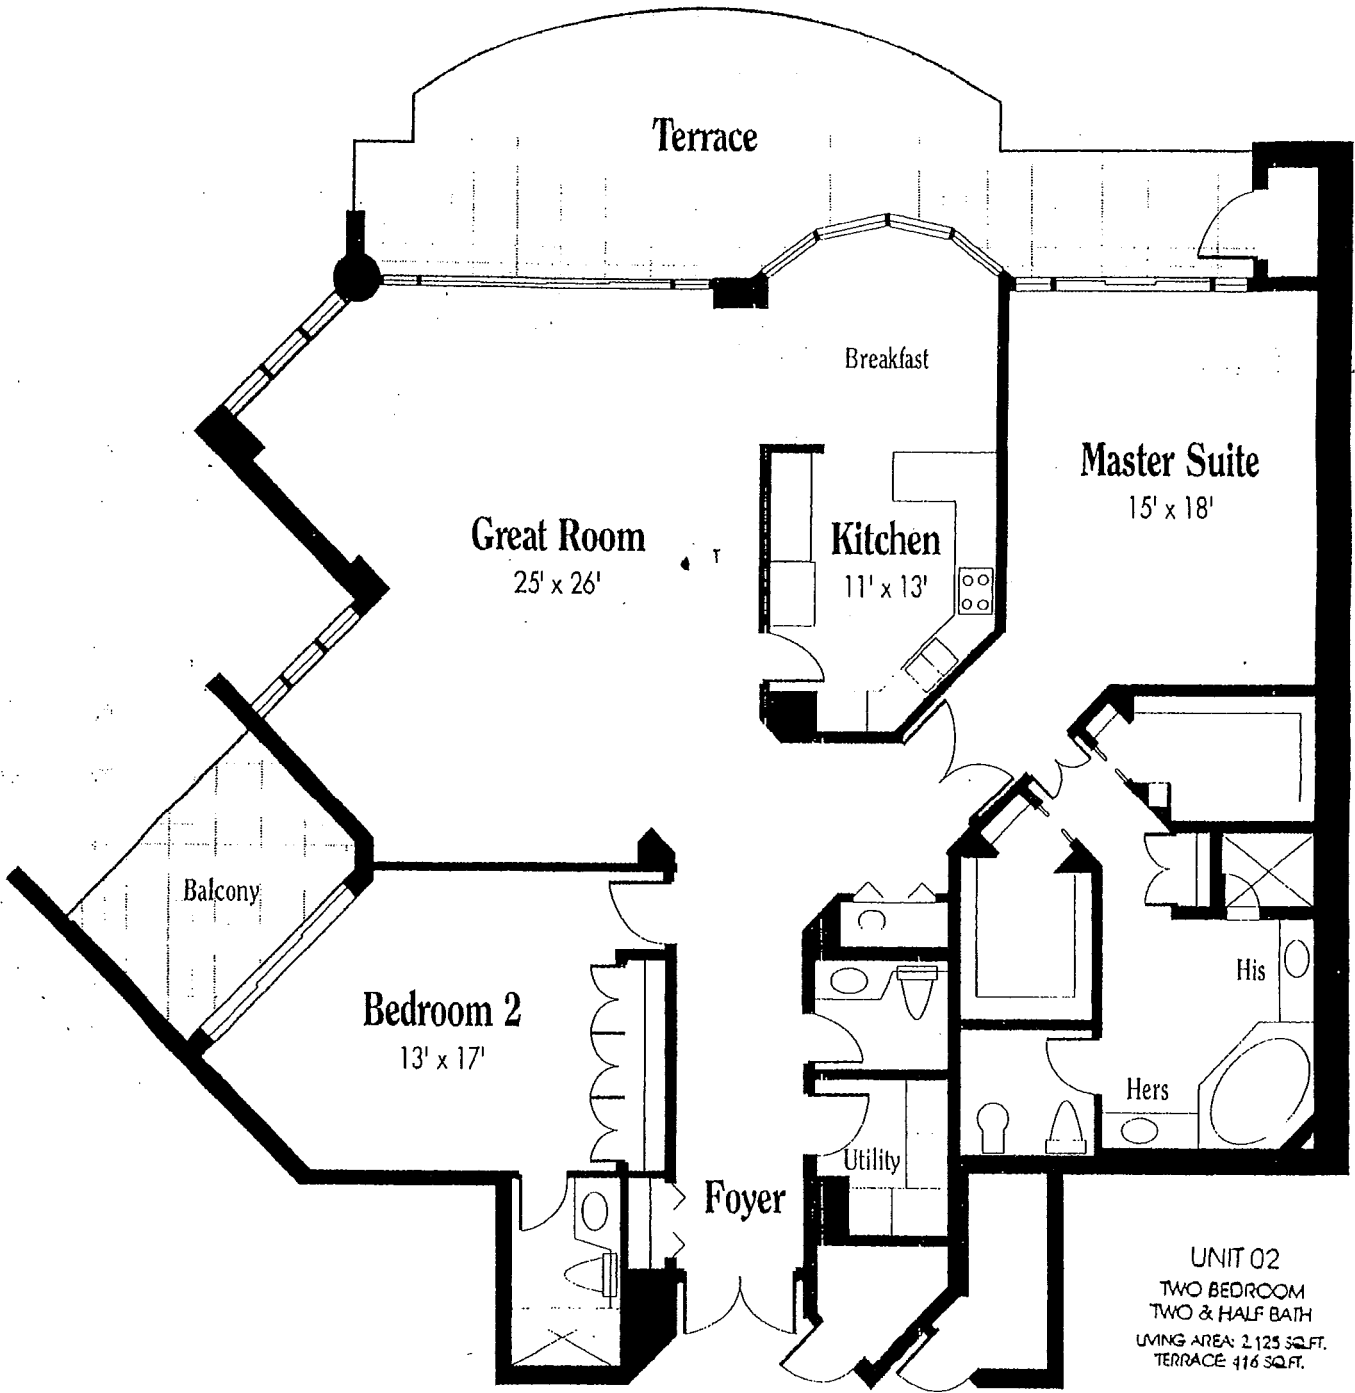 Terrace
Breakfast
Master Suite
15' x 18'
Great Room
25' x 26'
Kitchen
11' x 13'
Balcony
His
Bedroom 2
13' x 17'
Hers
Utility
Foyer
UNIT 02
TWO BEDROOM
TWO & HALF BATH
LIVING AREA: 2,125 SQ.FT.
TERRACE: 416 SQ.FT.